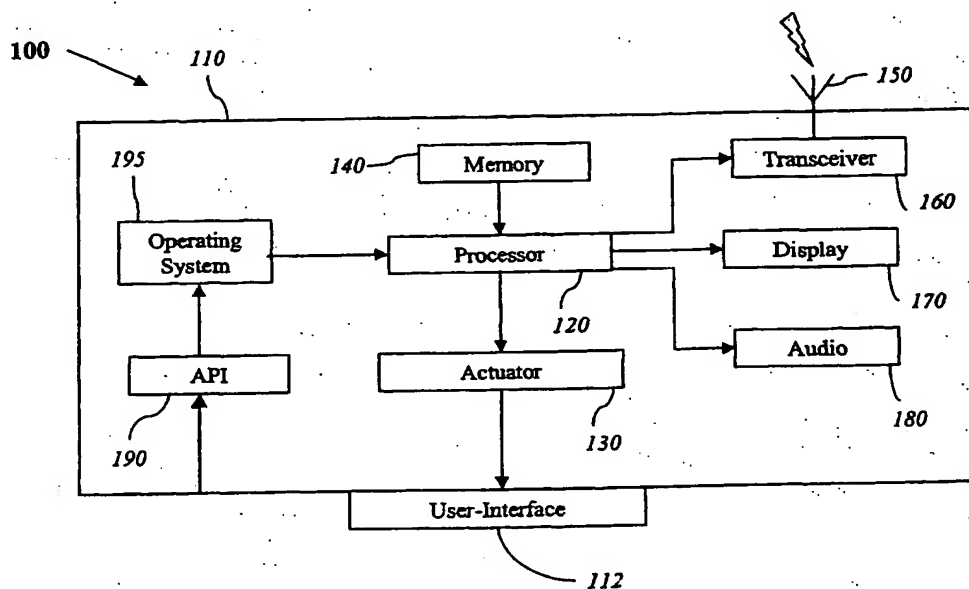 100
110
150
195
140
Memory
Transceiver
160
Operating
System
Processor
120
Display
170
API
190
Actuator
130
Audio
180
User-Interface
112